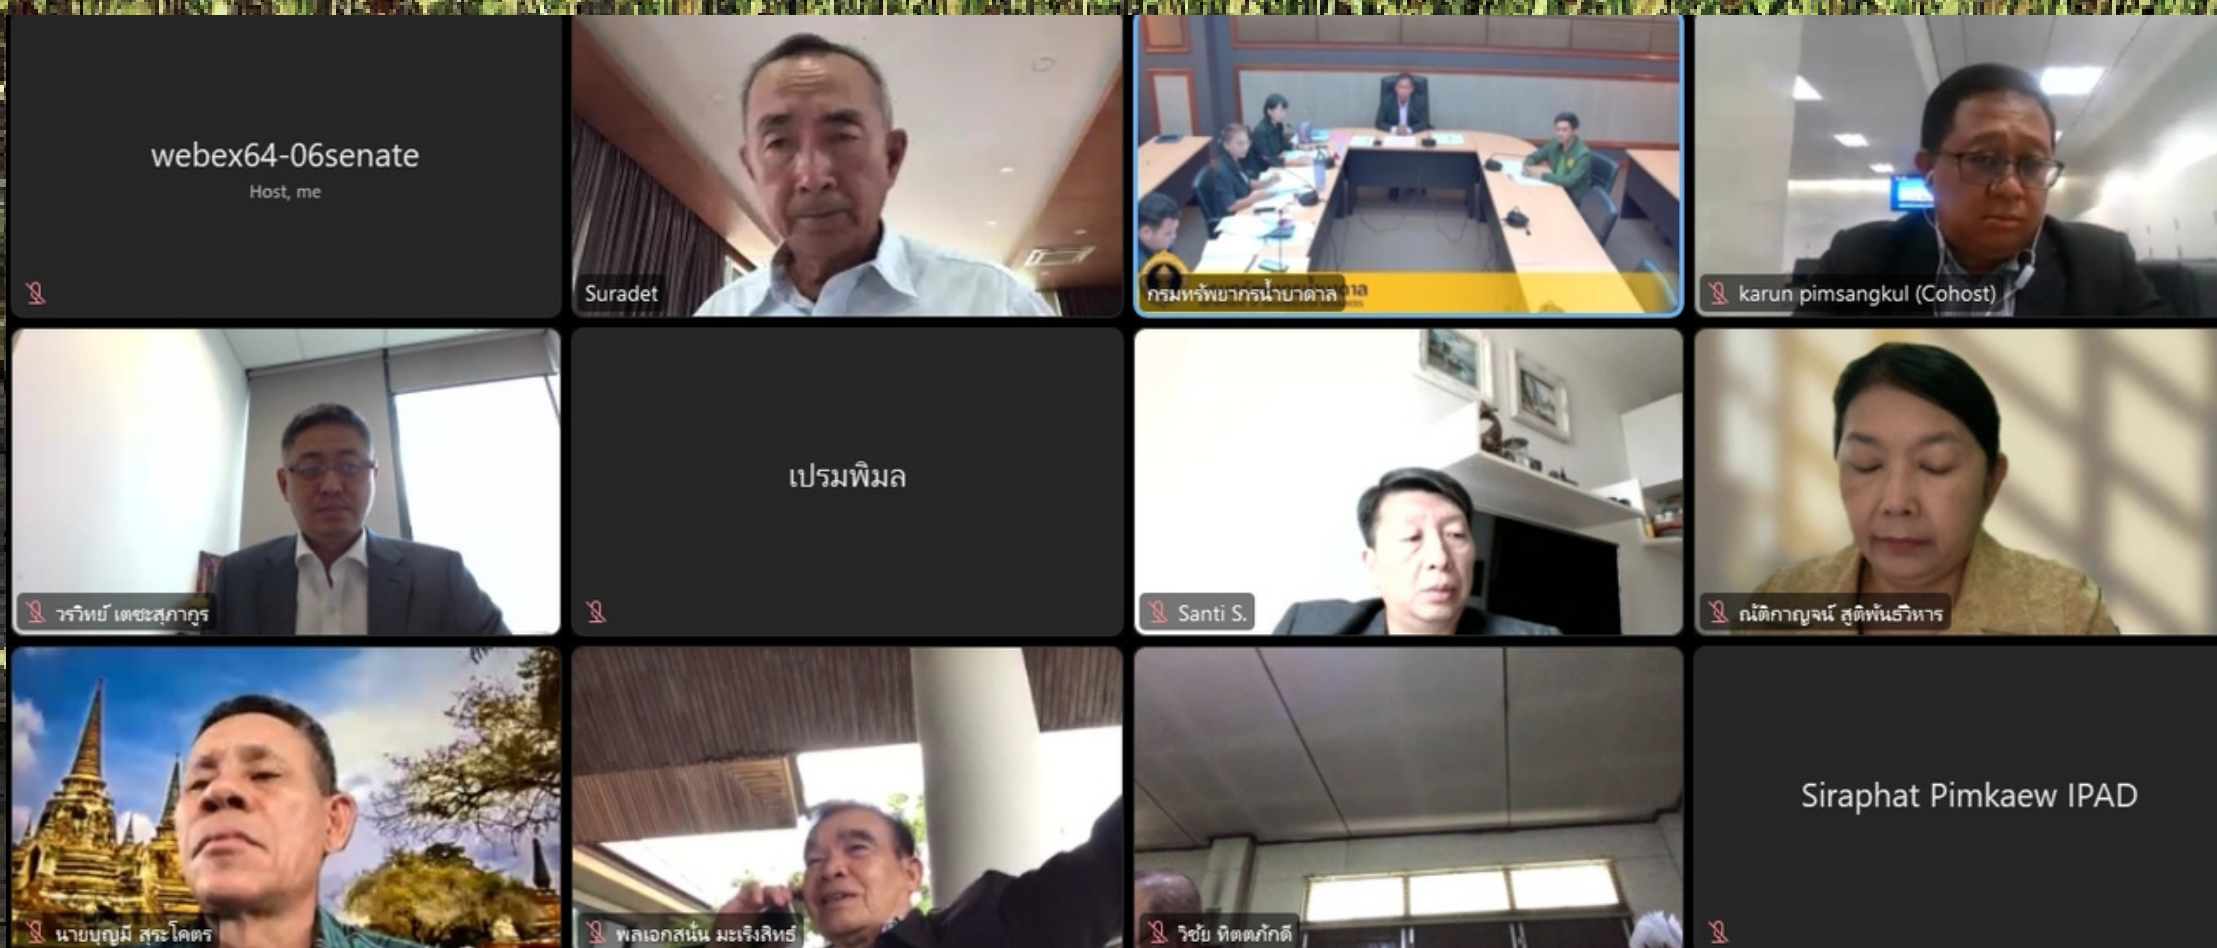 webex64-06senate
Host, me
Suradet
กรมทรัพยากรน้ำบาดาล
karun pimsangkul (Cohost)
วรวิทย์ เตชะสุภากูร
เปรมพิมล
Santi S.
ณัติกาญจน์ สูติพันธ์วิหาร
นายบุญมี สุระโคตร
พลเอกสนั่น มะเริงสิทธิ์
วิชัย ทิตตภักดี
Siraphat Pimkaew IPAD